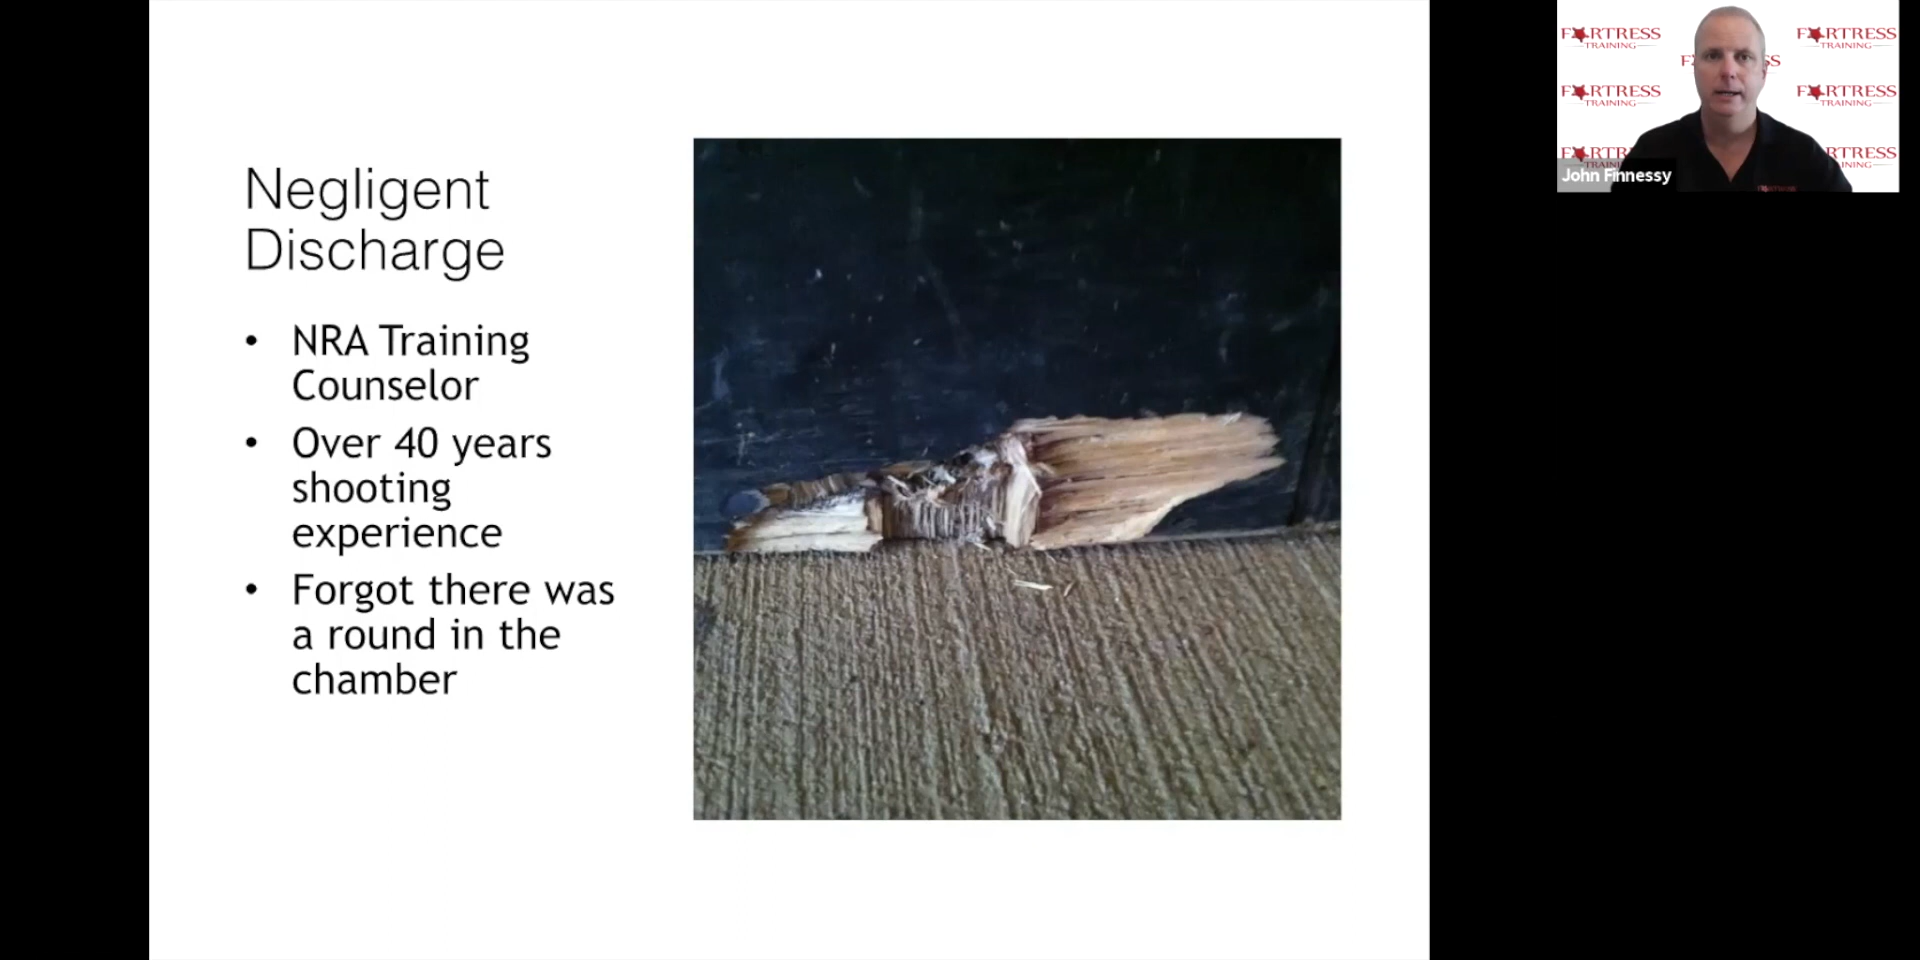 Negligent
Discharge
• NRA Training
Counselor
• Over 40 years
shooting
experience
• Forgot there was
a round in the
chamber
FORTRESS
TRAINING
FORTRESS
TRAINING
FORTRESS
TRAINING
FORTRESS
TRAINING
John Finnessy